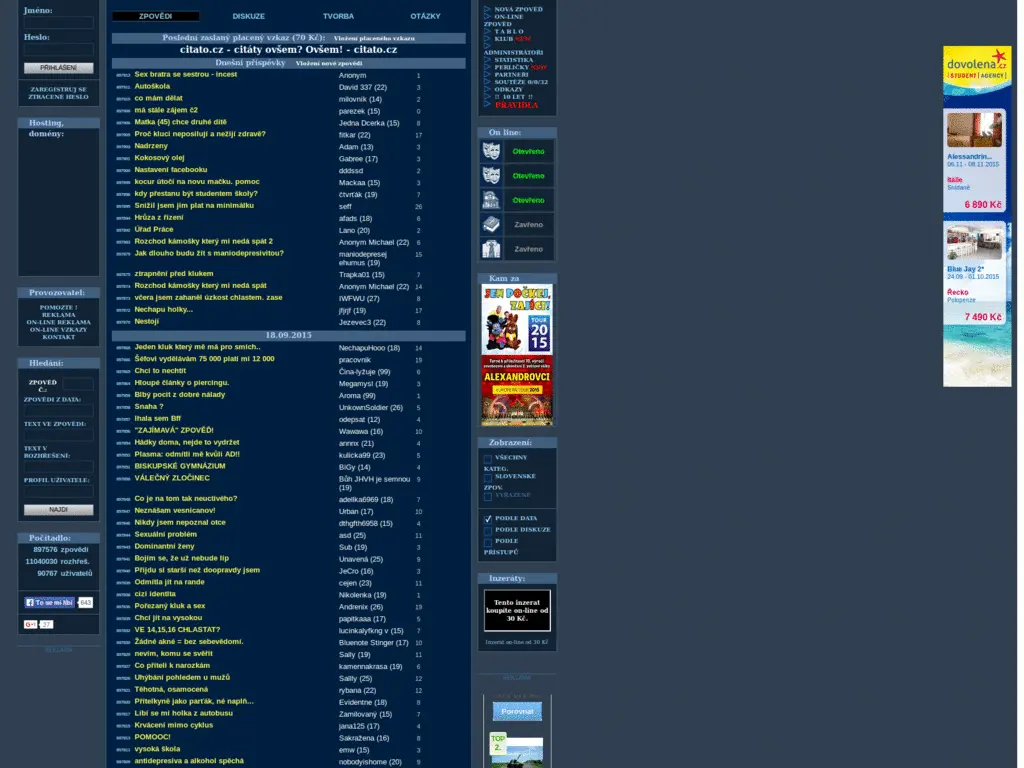 Jméno:
Heslo:
PŘIHLÁŠENÍ
ZAREGISTRUJ SE
ZTRACENÉ HESLO
Hosting,
domény:
Provozovatel:
POMOZTE !
REKLAMA
ON-LINE REKLAMA
ON-LINE VZKAZY
KONTAKT
Hledání:
ZPOVĚĎ
Č.:
ZPOVĚDI Z DATA:
TEXT VE ZPOVĚDI:
TEXT V
ROZHŘEŠENÍ:
PROFIL UŽIVATELE:
NAJDI
Počítadlo:
897576 zpovědí
11040030 rozhřeš.
90767 uživatelů
To se mi líbí 643
27
REKLAMA
ZPOVĚDI DISKUZE TVORBA OTÁZKY
Poslední zaslaný placený vzkaz (70 Kč): Vložení placeného vzkazu
citato.cz - citáty ovšem? Ovšem! - citato.cz
Dnešní příspěvky Vložení nové zpovědi
Sex bratra se sestrou - incest Anonym 1
Autoškola David 337 (22) 3
co mám dělat milovnik (14) 2
má stále zájem č2 parezek (15) 0
Matka (45) chce druhé dítě Jedna Dcerka (15) 8
Proč kluci neposilují a nežijí zdravě? fitkar (22) 17
Nadrzeny Adam (13) 3
Kokosový olej Gabree (17) 3
Nastavení facebooku dddssd 2
kocur útočí na novu mačku. pomoc Mackaa (15) 3
kdy přestanu být studentem školy? čtvrťák (19) 7
Snížil jsem jim plat na minimálku seff 26
Hrůza z řízení afads (18) 6
Úřad Práce Lano (20) 2
Rozchod kámošky který mi nedá spát 2 Anonym Michael (22) 6
Jak dlouho budu žít s maniodepresivitou? maniodepresej 15
ehumus (19)
ztrapnění před klukem Trapka01 (15) 7
Rozchod kámošky který mi nedá spát Anonym Michael (22) 14
včera jsem zaháněl úzkost chlastem. zase IWFWU (27) 8
Nechapu holky... jfjrjf (19) 17
Nestojí Jezevec3 (22) 8
18.09.2015
Jeden kluk který mě má pro smích.. NechapuHooo (18) 14
Šéfovi vydělávám 75 000 platí mi 12 000 pracovník 19
Chci to nechtít Čína-lyžuje (99) 6
Hloupé články o piercingu. Megamysl (19) 3
Blbý pocit z dobré nálady Aroma (99) 1
Snaha ? UnkownSoldier (26) 5
lhala sem Bff odepsat (12) 4
"ZAJÍMAVÁ" ZPOVĚĎ! Wawawa (16) 10
Hádky doma, nejde to vydržet annnx (21) 4
Plasma: odmítli mě kvůli AD!! kulicka99 (23) 5
BISKUPSKÉ GYMNÁZIUM BiGy (14) 4
VÁLEČNÝ ZLOČINEC Bůh JHVH je semnou 9
(19)
Co je na tom tak neuctivého? adelika6969 (18) 7
Neznášam vesnicanov! Urban (17) 10
Nikdy jsem nepoznal otce dthgfth6958 (15) 4
Sexuální problém asd (25) 11
Dominantní ženy Sub (19) 3
Bojím se, že už nebude líp Unavená (25) 9
Přijdu si starší než doopravdy jsem JeCro (16) 3
Odmítla jít na rande cejen (23) 11
cizí identita Nikolenka (19) 1
Pořezaný kluk a sex Andrenix (26) 19
Chci jít na vysokou papitkaaa (17) 5
VE 14,15,16 CHLASTAT? lucinkalyfkng v (15) 7
Žádné akné = bez sebevědomí. Bluenote Stinger (17) 10
nevím, komu se svěřit Sally (19) 11
Co příteli k narozkám kamennakrasa (19) 6
Uhýbání pohledem u mužů Sallly (25) 12
Těhotná, osamocená rybana (22) 12
Přítelkyně jako parťák, né naplň... Evidentne (18) 8
Líbí se mi holka z autobusu Zamilovaný (15) 7
Krvácení mimo cyklus jana125 (17) 4
POMOOC! Sakražena (16) 8
vysoká škola emw (15) 3
antidepresiva a alkohol spěchá nobodyishome (20) 9
NOVÁ ZPOVĚĎ
ON-LINE
ZPOVĚĎ
TABLO
KLUB NEW
ADMINISTRÁTOŘI
STATISTIKA
PERLIČKY
PARTNEŘI
SOUTĚŽE 0/0/32
ODKAZY
!! 10 LET !!
PRAVIDLA
On line:
Otevřeno
Otevřeno
Otevřeno
Zavřeno
Zavřeno
Kam za
JEN POČKEJ,
ZAJÍCI!
TOUR
20
15
ALEXANDROVCI
Zobrazení:
VŠECHNY
KATEG.
SLOVENSKÉ
ZPOV.
VYŘAZENÉ
PODLE DATA
PODLE DISKUZE
PODLE
PŘÍSTUPŮ
Inzeráty:
Tento inzerát
koupíte on-line od
30 Kč.
Inzerát on-line od 30 Kč
REKLAMA
Porovnat
TOP
2.
dovolena.cz
STUDENT AGENCY
Alessandrin...
06.11 - 08.11.2015
Itálie
Snídaně
6 890 Kč
Blue Jay 2*
24.09 - 01.10.2015
Řecko
Polopenze
7 490 Kč